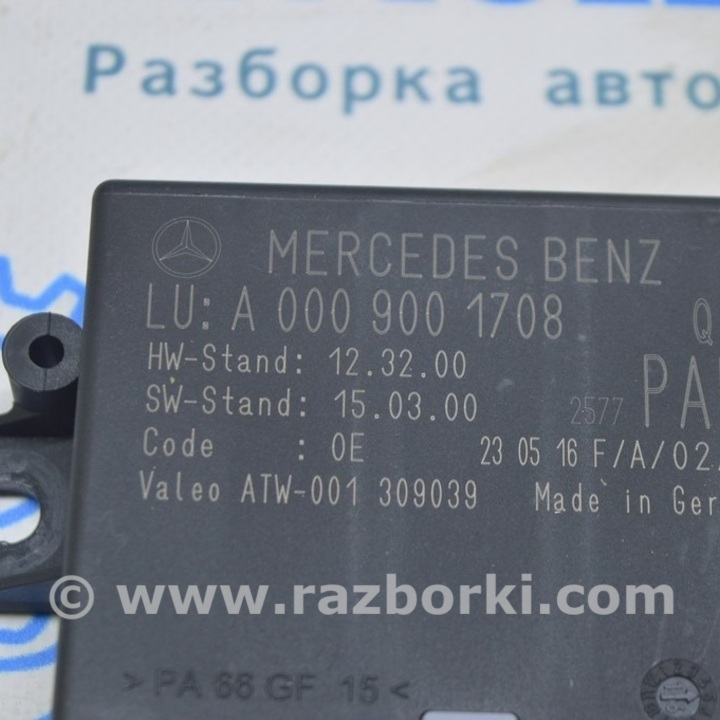 Разборка авто
MERCEDES BENZ
LU: A 000 900 1708 Q
HW-Stand: 12.32.00
SW-Stand: 15.03.00 2577 PA
Code : 0E 23 05 16 F/A/02
Valeo ATW-001 309039 Made in Ger
© www.razborki.com
> PA 66 GF 15 <